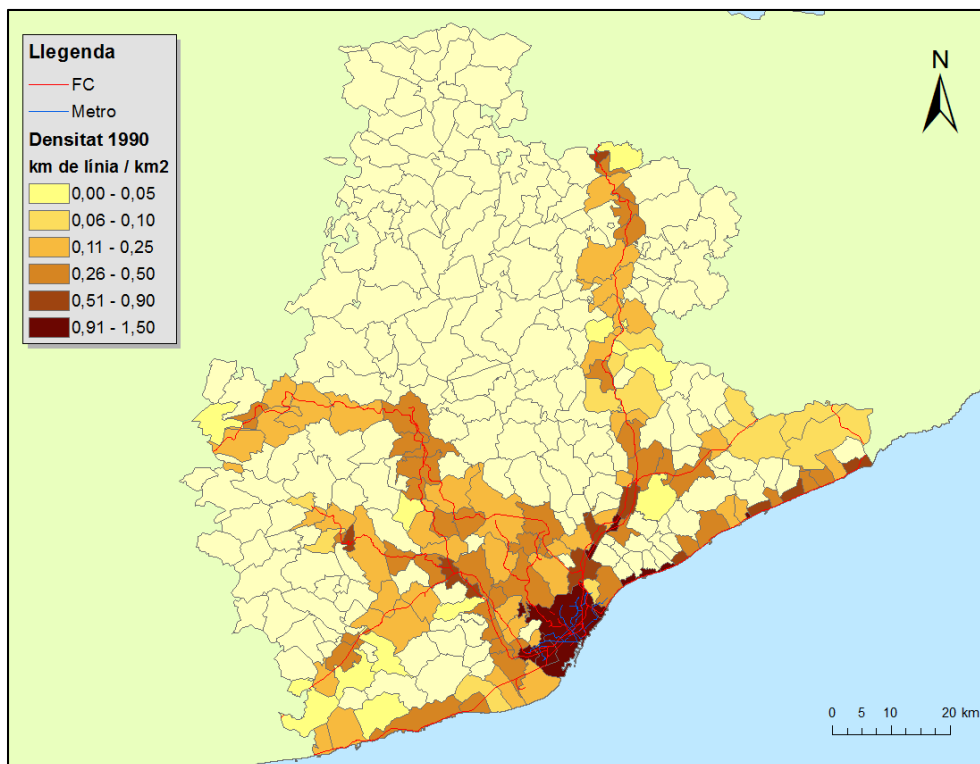 Llegenda
FC
Metro
Densitat 1990
km de línia / km2
0,00 - 0,05
0,06 - 0,10
0,11 - 0,25
0,26 - 0,50
0,51 - 0,90
0,91 - 1,50
N
0 5 10 20 km